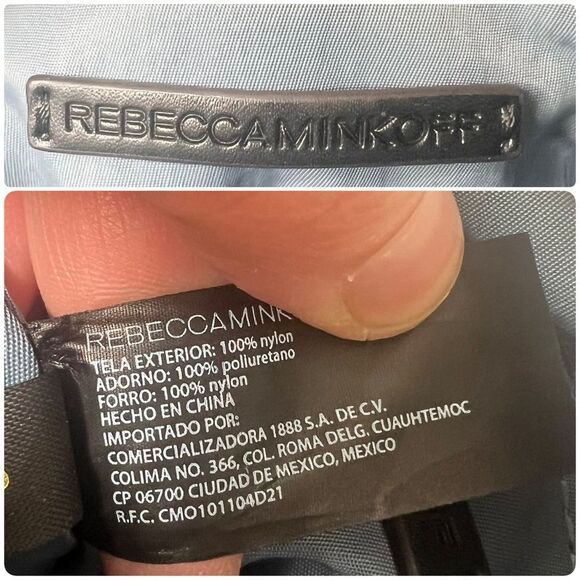 REBECCAMINKOFF
REBECCAMINK
TELA EXTERIOR: 100% nylon
ADORNO: 100% poliuretano
FORRO: 100% nylon
HECHO EN CHINA
IMPORTADO POR:
COMERCIALIZADORA 1888 S.A. DE C.V.
COLIMA NO. 366, COL. ROMA DELG. CUAUHTEMOC
CP 06700 CIUDAD DE MEXICO, MEXICO
R.F.C. CMO101104D21